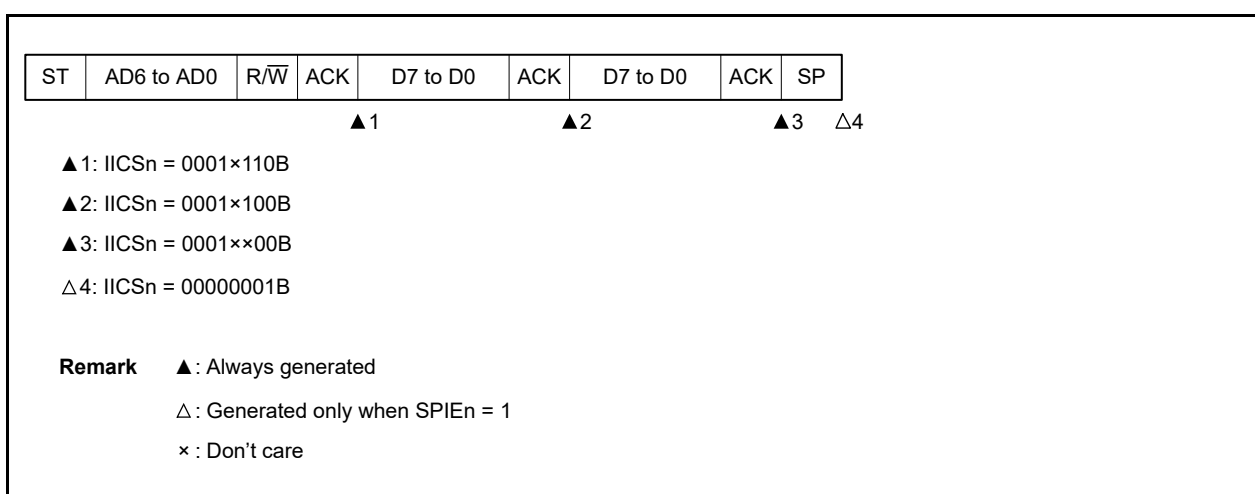 ST AD6 to AD0 R/W̅ ACK D7 to D0 ACK D7 to D0 ACK SP
▲1 ▲2 ▲3 △4
▲1: IICSn = 0001×110B
▲2: IICSn = 0001×100B
▲3: IICSn = 0001××00B
△4: IICSn = 00000001B
Remark ▲: Always generated
△: Generated only when SPIEn = 1
×: Don't care